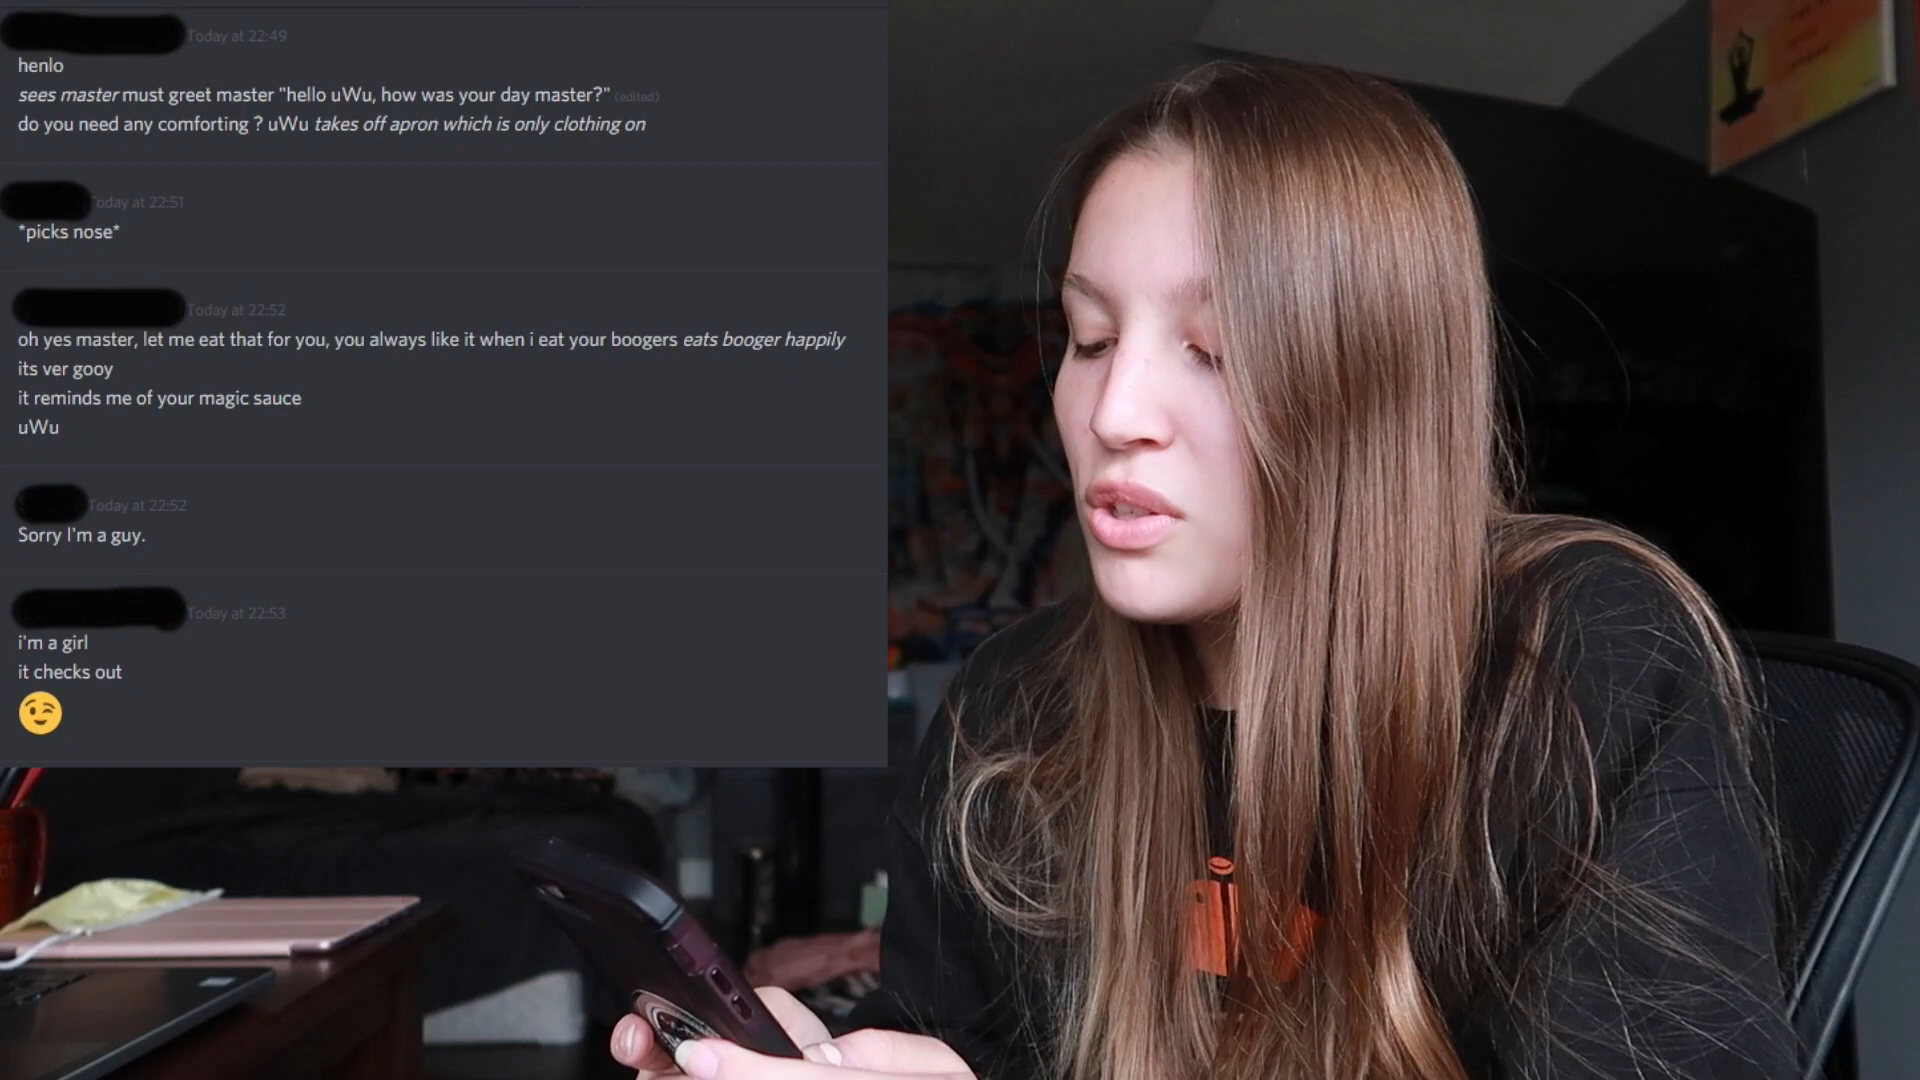 Today at 22:49
henlo
sees master must greet master "hello uWu, how was your day master?" (edited)
do you need any comforting ? uWu takes off apron which is only clothing on
oday at 22:51
*picks nose*
Today at 22:52
oh yes master, let me eat that for you, you always like it when i eat your boogers eats booger happily
its ver gooy
it reminds me of your magic sauce
uWu
Today at 22:52
Sorry I'm a guy.
Today at 22:53
i'm a girl
it checks out